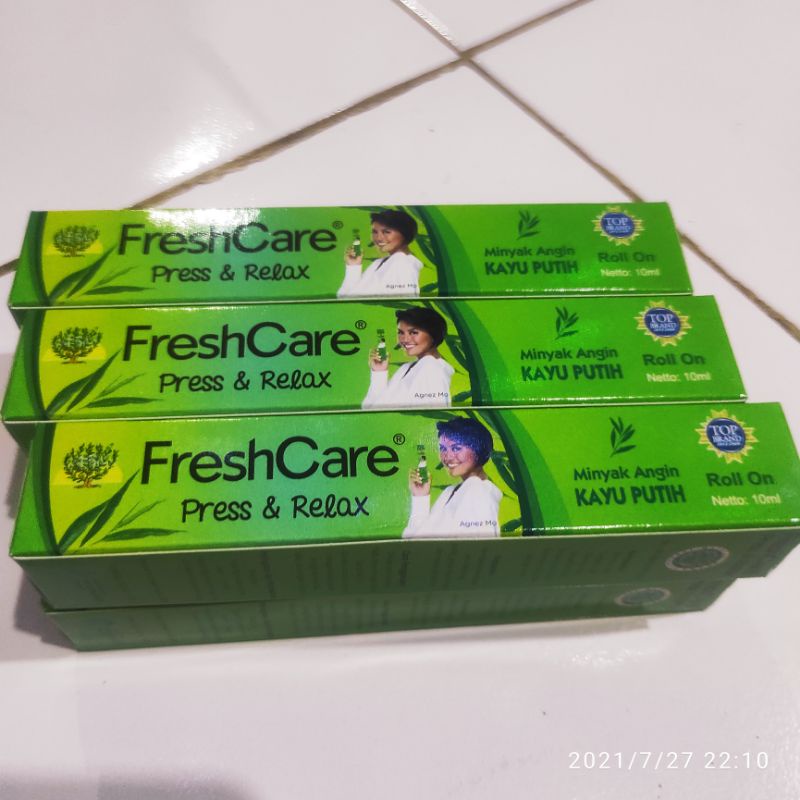 FreshCare®
Press & Relax
Agnez Mo
Minyak Angin
KAYU PUTIH
TOP
BRAND
Roll On
Netto: 10ml
FreshCare®
Press & Relax
Agnez Mo
Minyak Angin
KAYU PUTIH
TOP
BRAND
Roll On
Netto: 10ml
FreshCare®
Press & Relax
Agnez Mo
Minyak Angin
KAYU PUTIH
TOP
BRAND
Roll On
Netto: 10ml
2021/7/27 22:10